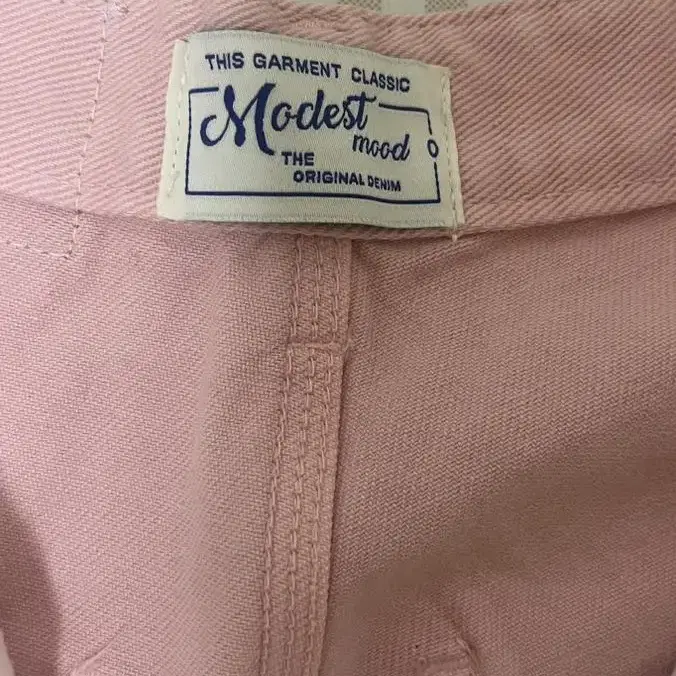 THIS GARMENT CLASSIC
Modest
mood
THE
ORIGINAL DENIM